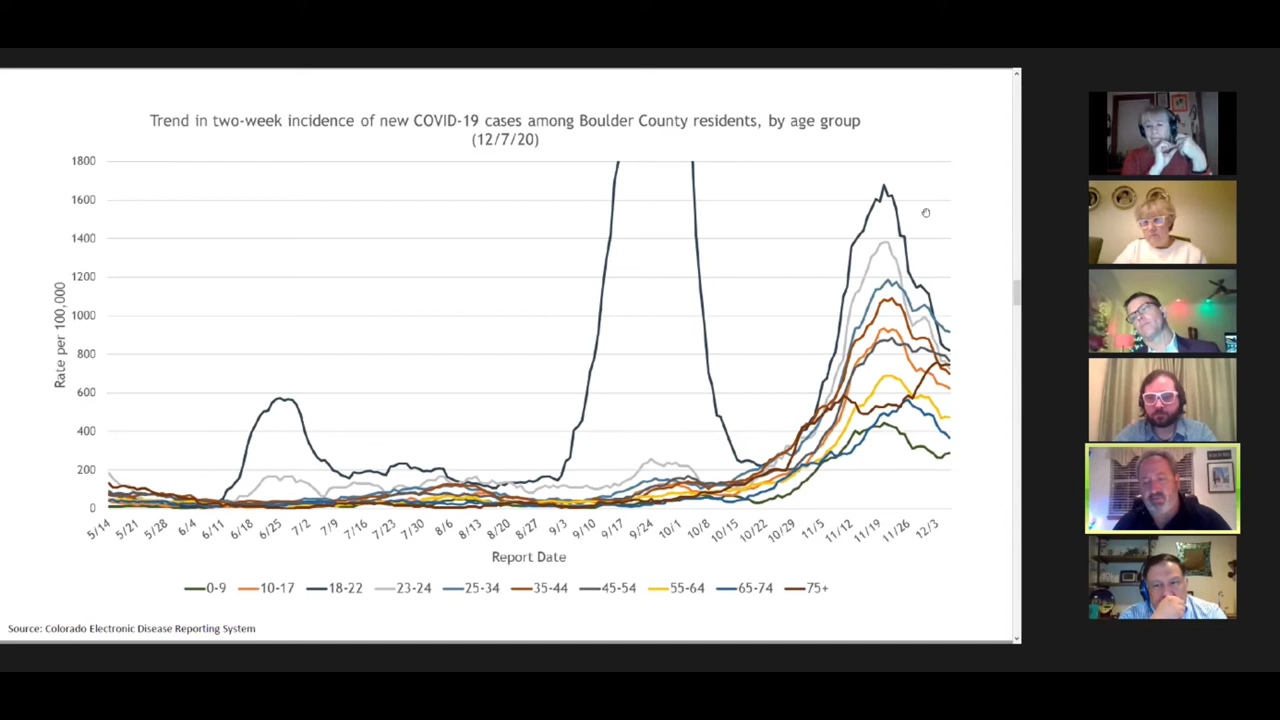 Trend in two-week incidence of new COVID-19 cases among Boulder County residents, by age group
(12/7/20)
1800
1600
1400
1200
1000
800
600
400
200
0
Rate per 100,000
5/14 5/21 5/28 6/4 6/11 6/18 6/25 7/2 7/9 7/16 7/23 7/30 8/6 8/13 8/20 8/27 9/3 9/10 9/17 9/24 10/1 10/8 10/15 10/22 10/29 11/5 11/12 11/19 11/26 12/3
Report Date
0-9 10-17 18-22 23-24 25-34 35-44 45-54 55-64 65-74 75+
Source: Colorado Electronic Disease Reporting System